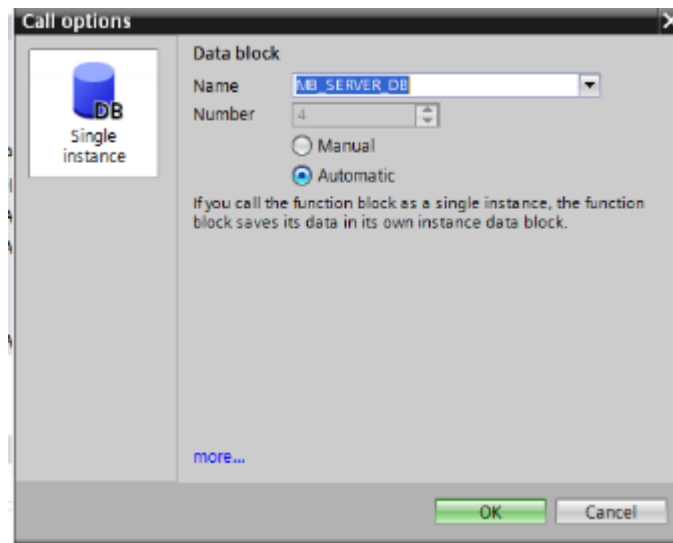 Call options
DB
Single
instance
Data block
Name MB_SERVER_DB
Number 4
Manual
Automatic
If you call the function block as a single instance, the function
block saves its data in its own instance data block.
more...
OK Cancel